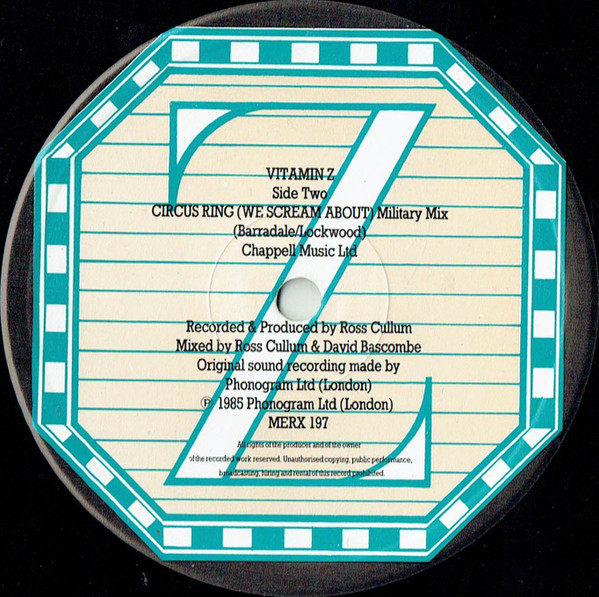 VITAMIN Z
Side Two
CIRCUS RING (WE SCREAM ABOUT) Military Mix
(Barradale/Lockwood)
Chappell Music Ltd
Recorded & Produced by Ross Cullum
Mixed by Ross Cullum & David Bascombe
Original sound recording made by
Phonogram Ltd (London)
℗ 1985 Phonogram Ltd (London)
MERX 197
All rights of the producer and of the owner
of the recorded work reserved. Unauthorised copying, public performance,
broadcasting, hiring and rental of this record prohibited.